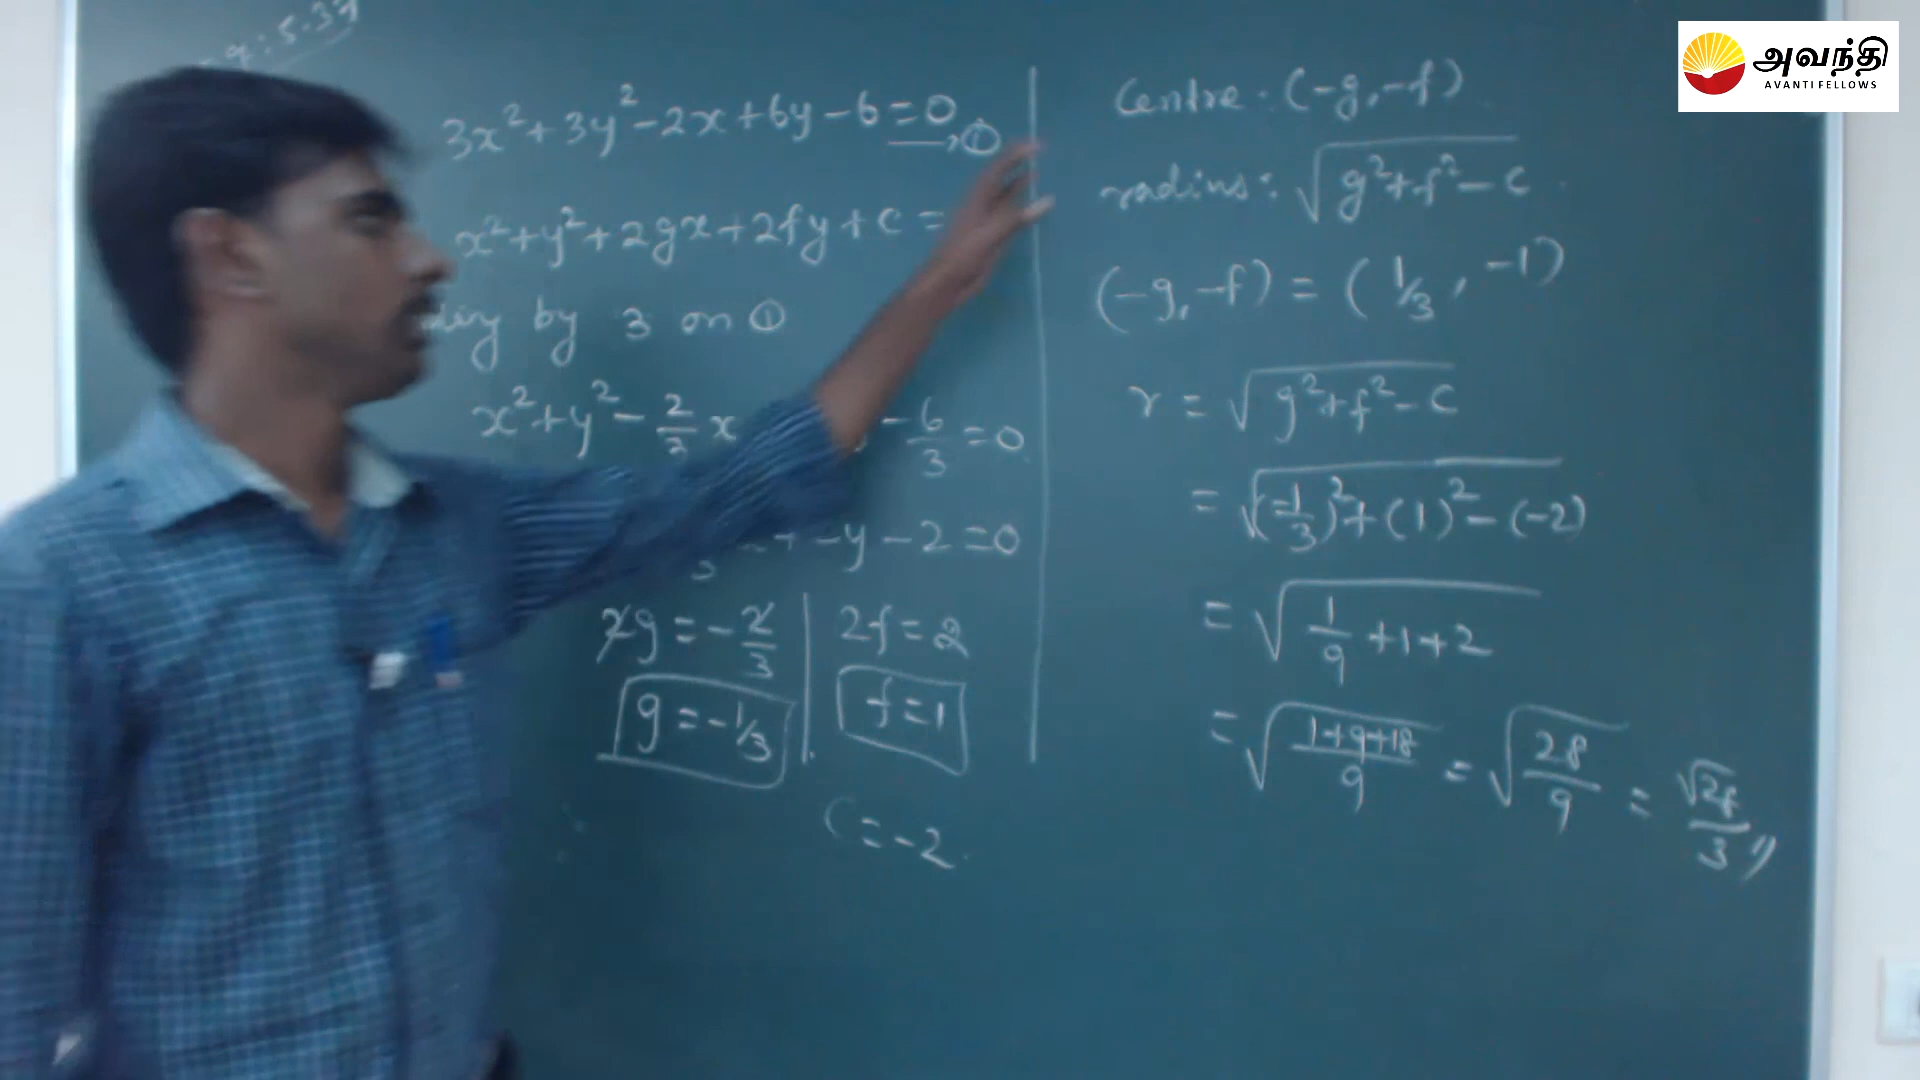 அவந்தி
AVANTI FELLOWS
: 5.37
3x²+3y²-2x+6y-6=0
→①
x²+y²+2gx+2fy+c=
by 3 on ①
x²+y²-2/3 x -6/3=0
-y-2=0
2g=-2/3 | 2f=2
g=-1/3 f=1
C=-2
Centre: (-g,-f)
radius: √g²+f²-c
(-g,-f) = (1/3, -1)
r = √g²+f²-c
= √(-1/3)²+(1)²-(-2)
= √1/9+1+2
= √1+9+18/9 = √28/9 = √28/3 //